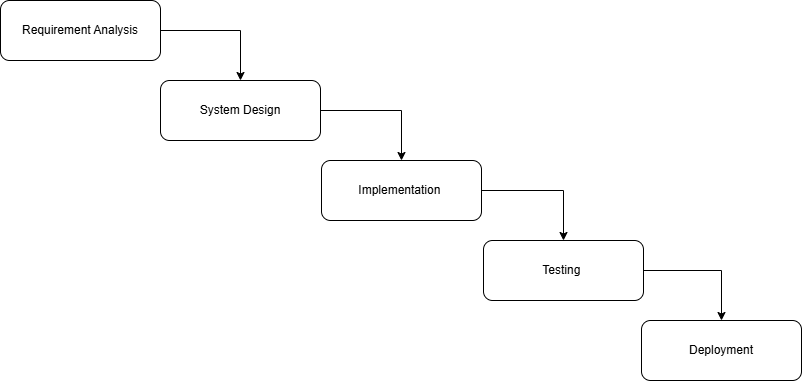 Requirement Analysis
System Design
Implementation
Testing
Deployment